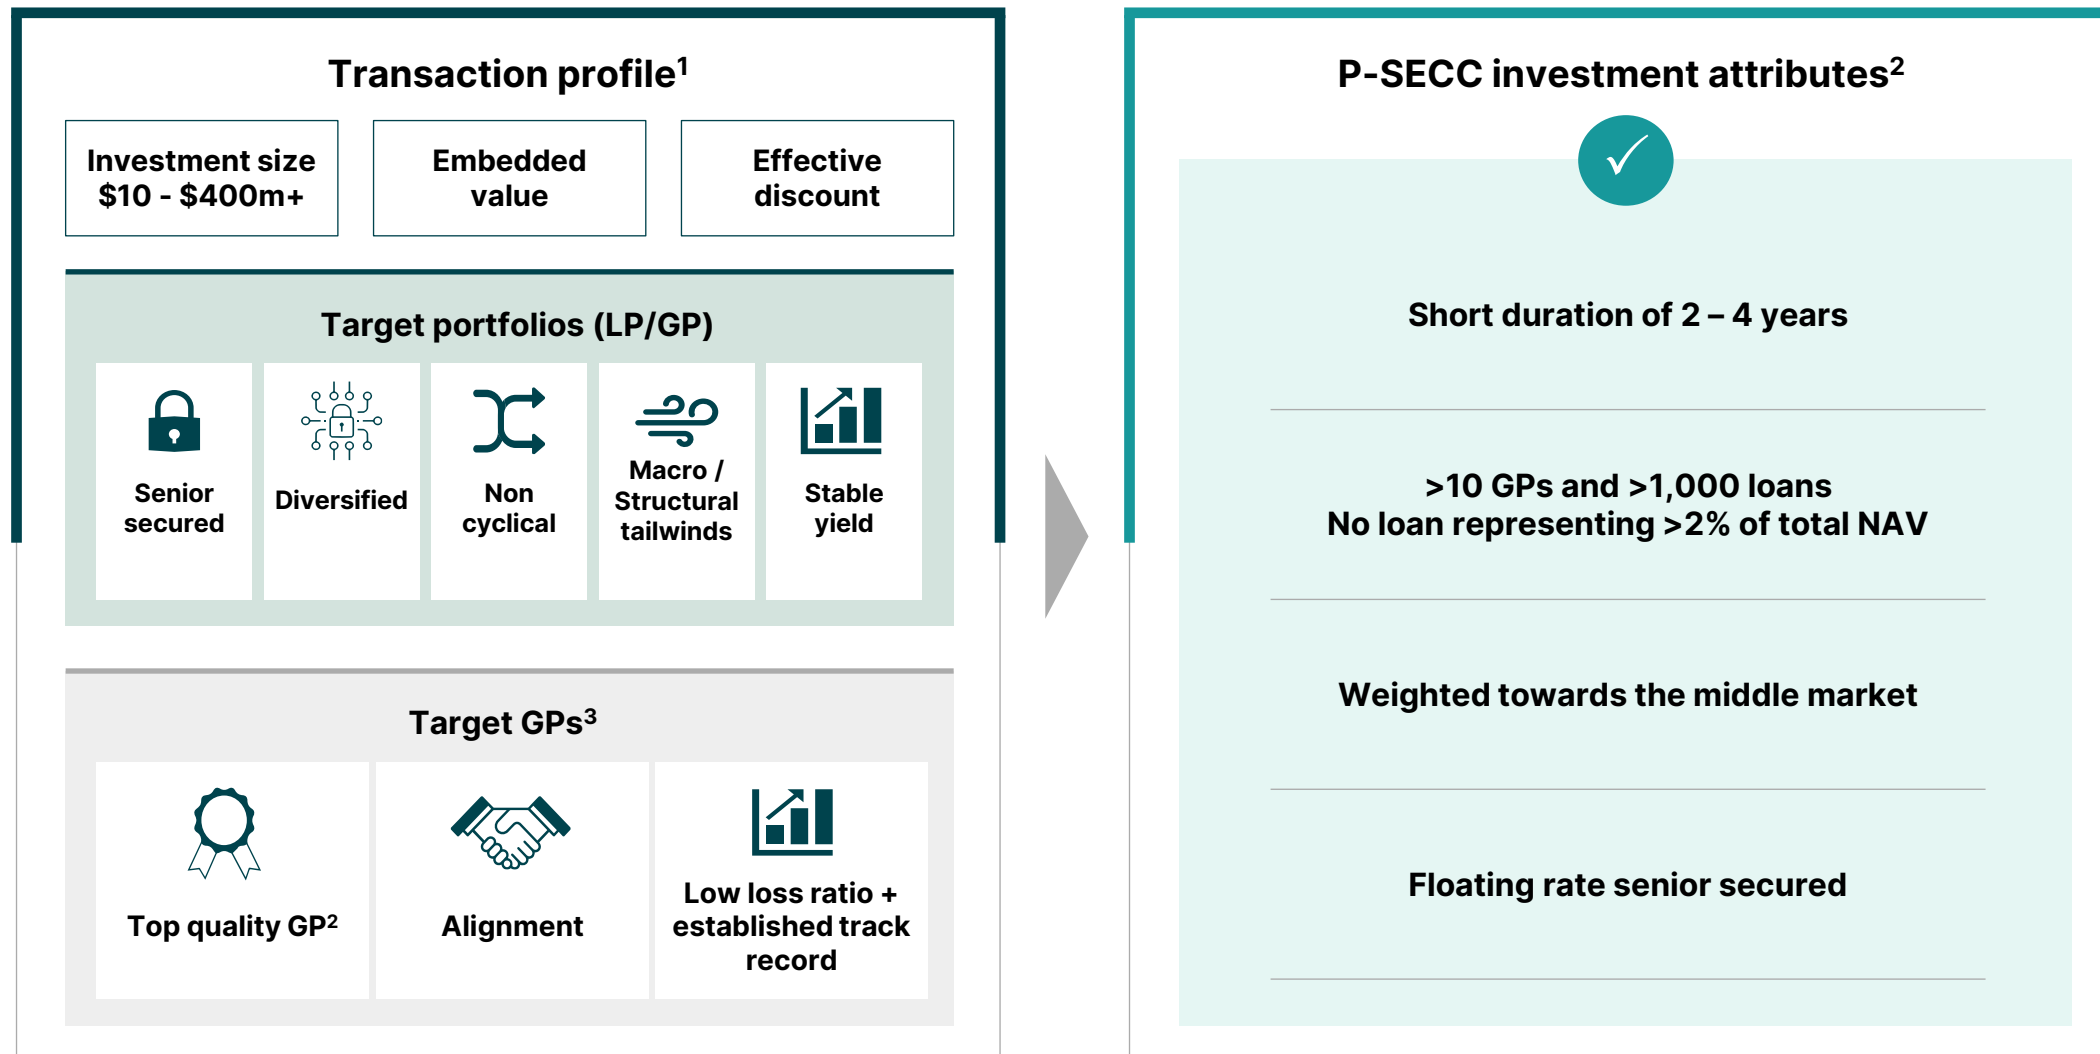 Transaction profile1
Investment size
$10 - $400m+
Embedded
value
Effective
discount
Target portfolios (LP/GP)
Senior
secured
Diversified
Non
cyclical
Macro /
Structural
tailwinds
Stable
yield
Target GPs3
Top quality GP2
Alignment
Low loss ratio +
established track
record
P-SECC investment attributes2
Short duration of 2 – 4 years
>10 GPs and >1,000 loans
No loan representing >2% of total NAV
Weighted towards the middle market
Floating rate senior secured